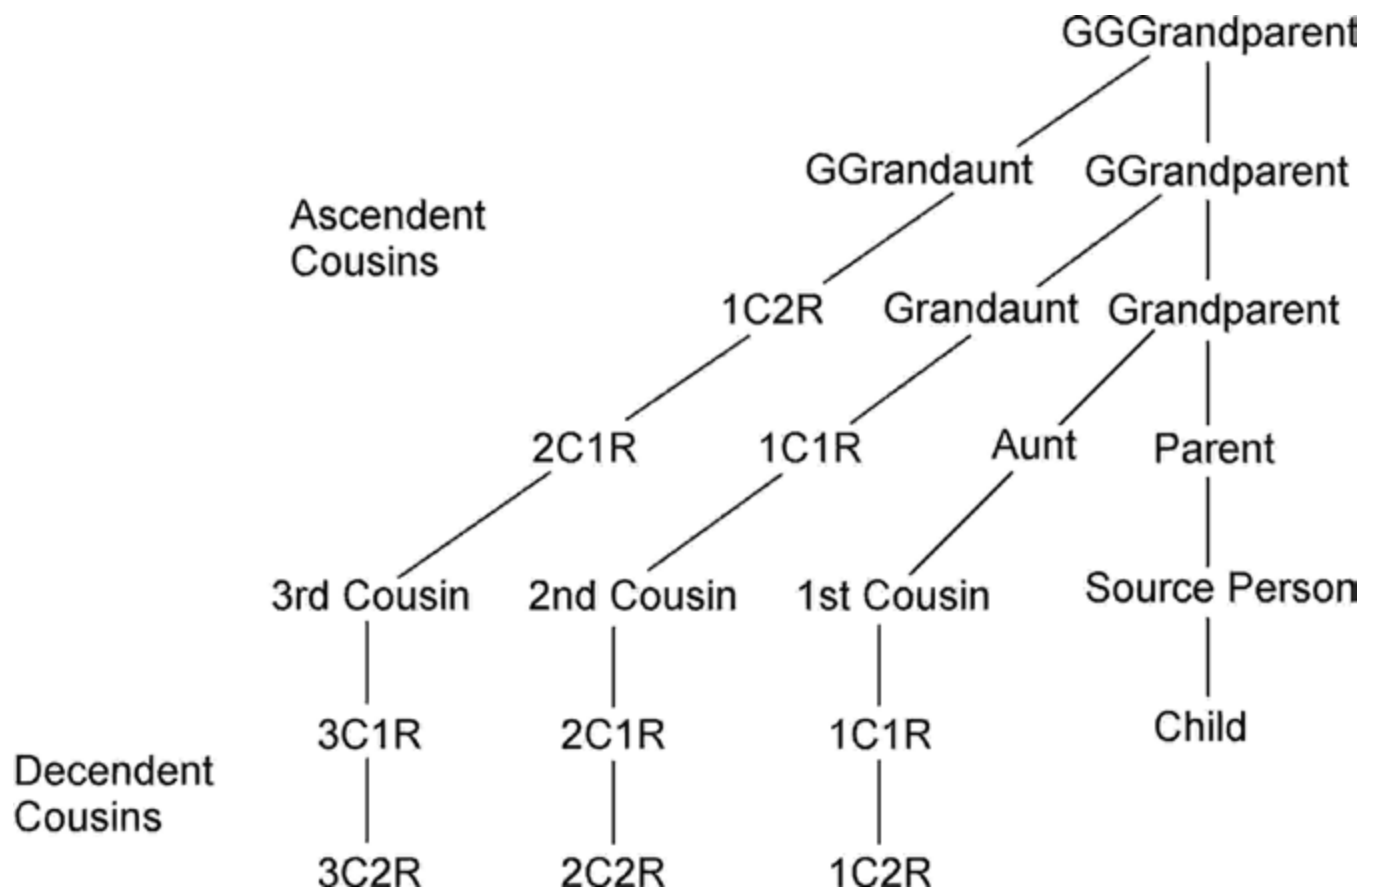 GGGrandparent
GGrandaunt GGrandparent
Ascendent
Cousins
1C2R Grandaunt Grandparent
2C1R 1C1R Aunt Parent
3rd Cousin 2nd Cousin 1st Cousin Source Person
3C1R 2C1R 1C1R Child
Decendent
Cousins
3C2R 2C2R 1C2R